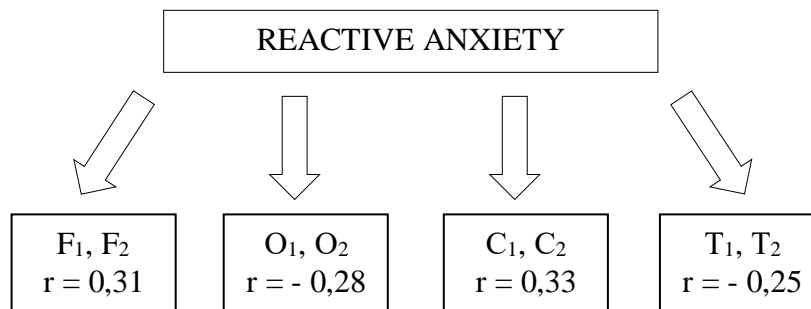 REACTIVE ANXIETY
F₁, F₂
r = 0,31
O₁, O₂
r = - 0,28
C₁, C₂
r = 0,33
T₁, T₂
r = - 0,25